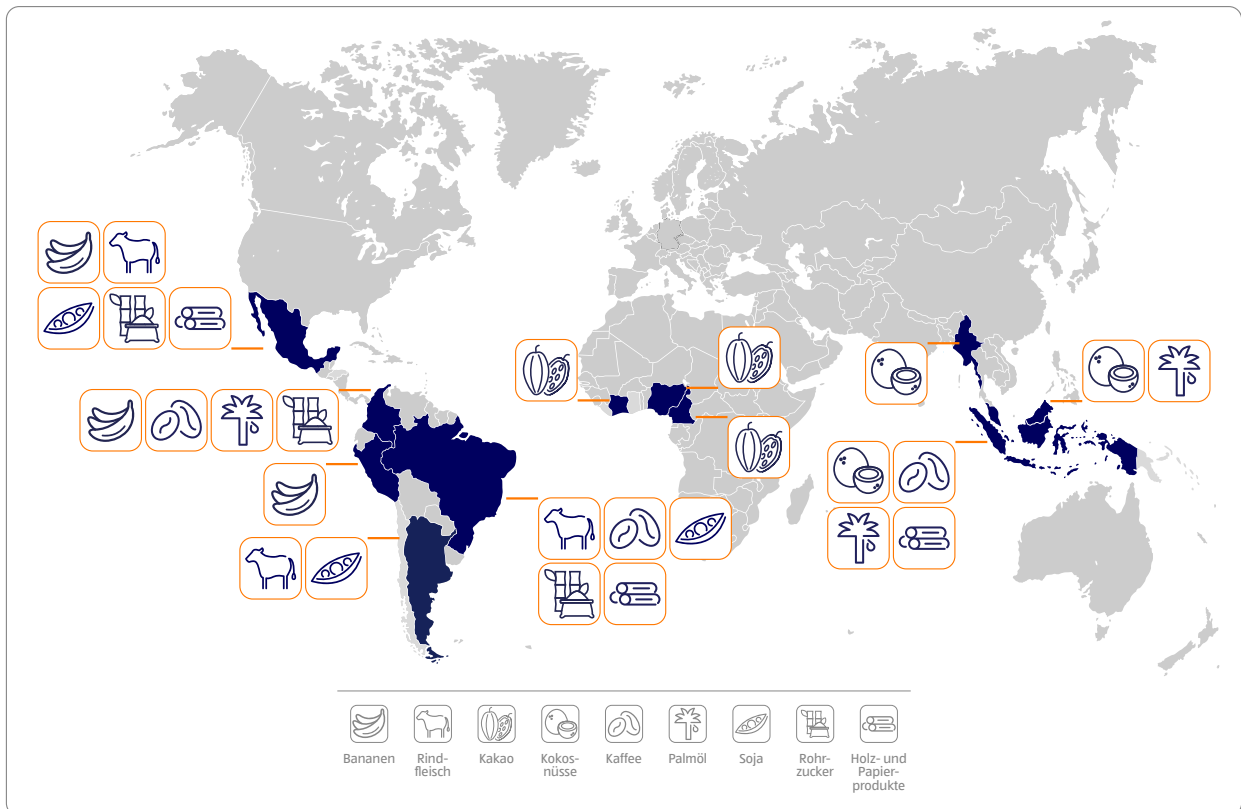 Bananen
Rind-
fleisch
Kakao
Kokos-
nüsse
Kaffee
Palmöl
Soja
Rohr-
zucker
Holz- und
Papier-
produkte